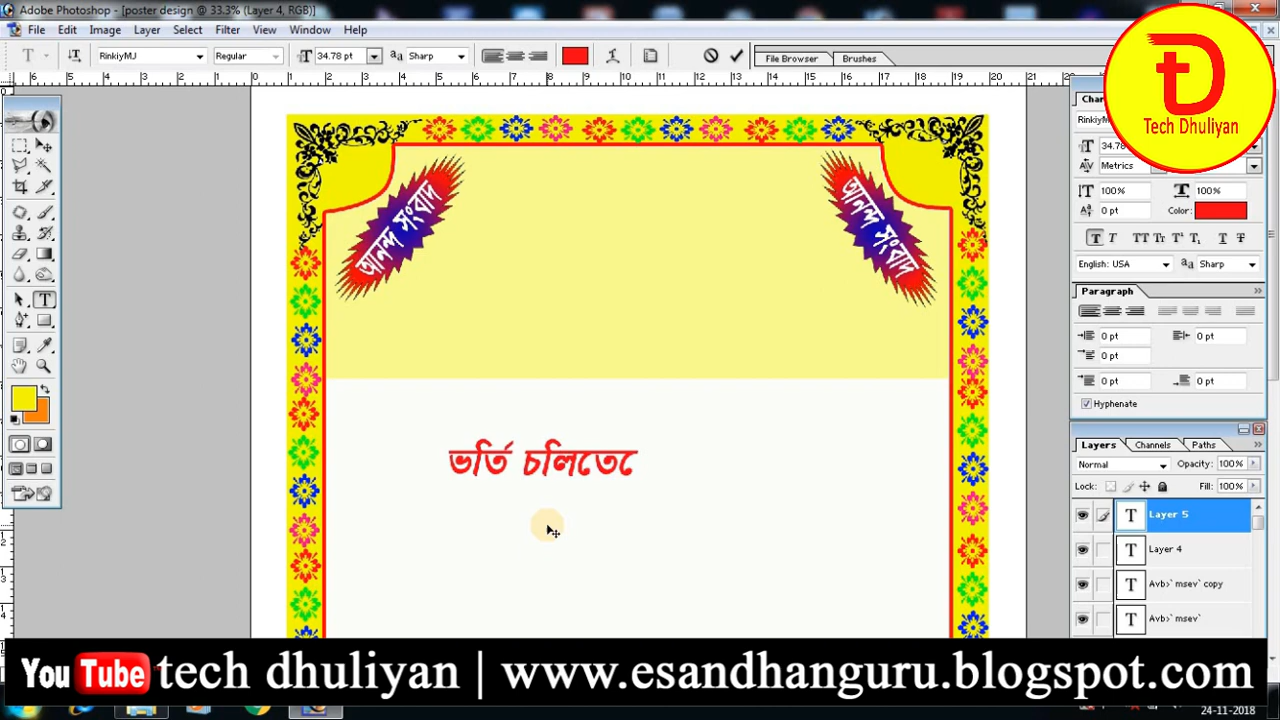 Adobe Photoshop - [poster design @ 33.3% (Layer 4, RGB)]
File Edit Image Layer Select Filter View Window Help
RinkiyMJ Regular 34.78 pt Sharp File Browser Brushes
Tech Dhuliyan
Metrics
100% 100%
0 pt Color:
English: USA Sharp
Paragraph
0 pt 0 pt
0 pt
0 pt 0 pt
Hyphenate
Layers Channels Paths
Normal Opacity: 100%
Lock: Fill: 100%
Layer 5
Layer 4
Avb›` msev` copy
Avb›` msev`
আনন্দ সংবাদ
আনন্দ সংবাদ
ভর্তি চলিতেে
You Tube tech dhuliyan | www.esandhanguru.blogspot.com
24-11-2018